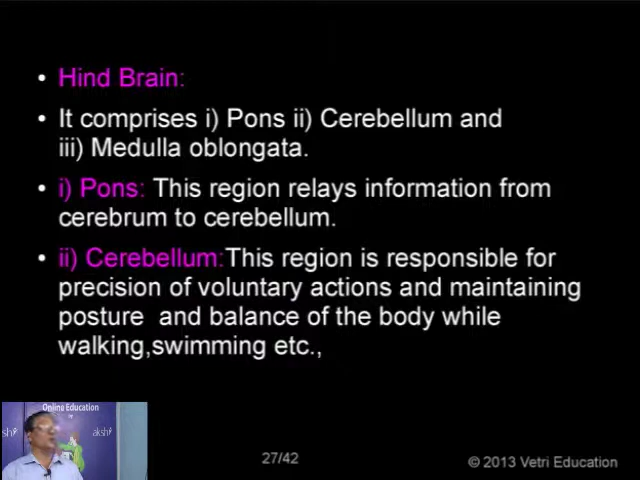 Hind Brain:
It comprises i) Pons ii) Cerebellum and
iii) Medulla oblongata.
i) Pons: This region relays information from
cerebrum to cerebellum.
ii) Cerebellum:This region is responsible for
precision of voluntary actions and maintaining
posture and balance of the body while
walking,swimming etc.,
Online Education
aksh
27/42
© 2013 Vetri Education